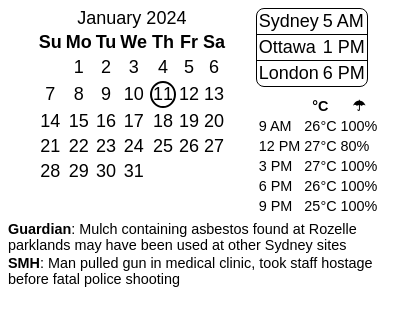 January 2024
Su Mo Tu We Th Fr Sa
1 2 3 4 5 6
7 8 9 10 11 12 13
14 15 16 17 18 19 20
21 22 23 24 25 26 27
28 29 30 31
Sydney 5 AM
Ottawa 1 PM
London 6 PM
°C ☂
9 AM 26°C 100%
12 PM 27°C 80%
3 PM 27°C 100%
6 PM 26°C 100%
9 PM 25°C 100%
Guardian: Mulch containing asbestos found at Rozelle
parklands may have been used at other Sydney sites
SMH: Man pulled gun in medical clinic, took staff hostage
before fatal police shooting